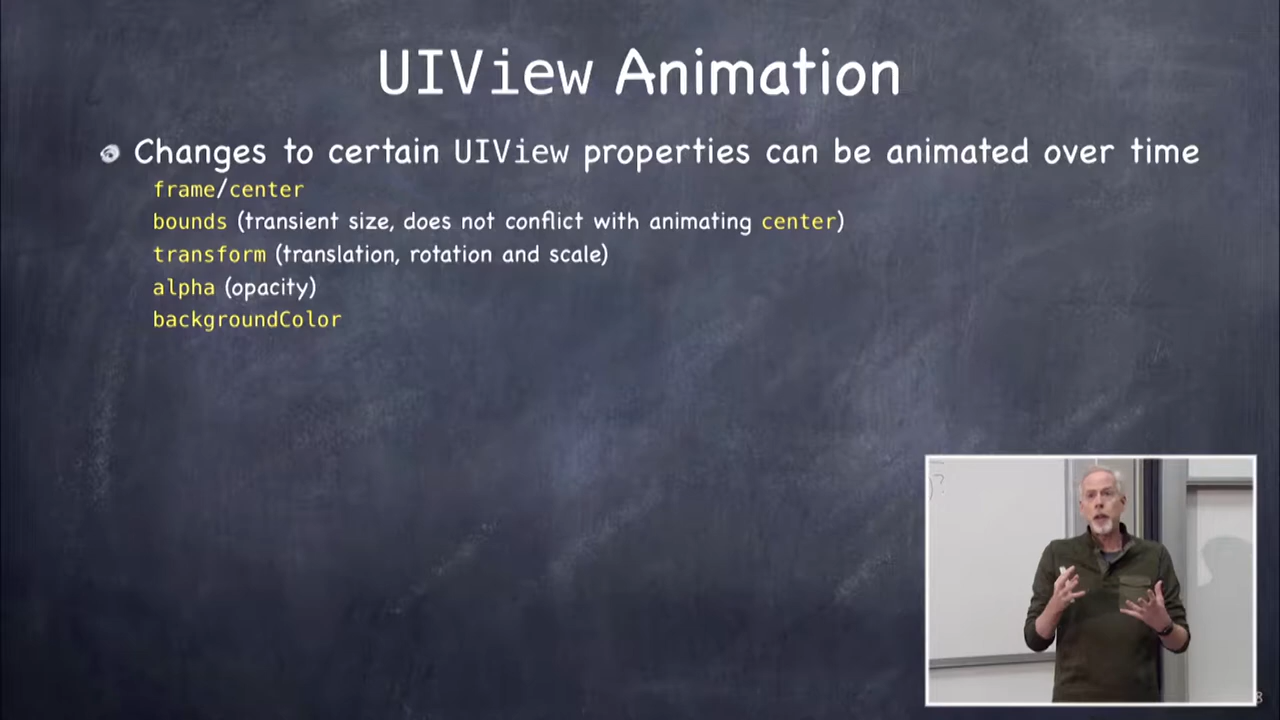 UIView Animation
Changes to certain UIView properties can be animated over time
frame/center
bounds (transient size, does not conflict with animating center)
transform (translation, rotation and scale)
alpha (opacity)
backgroundColor
)?
8